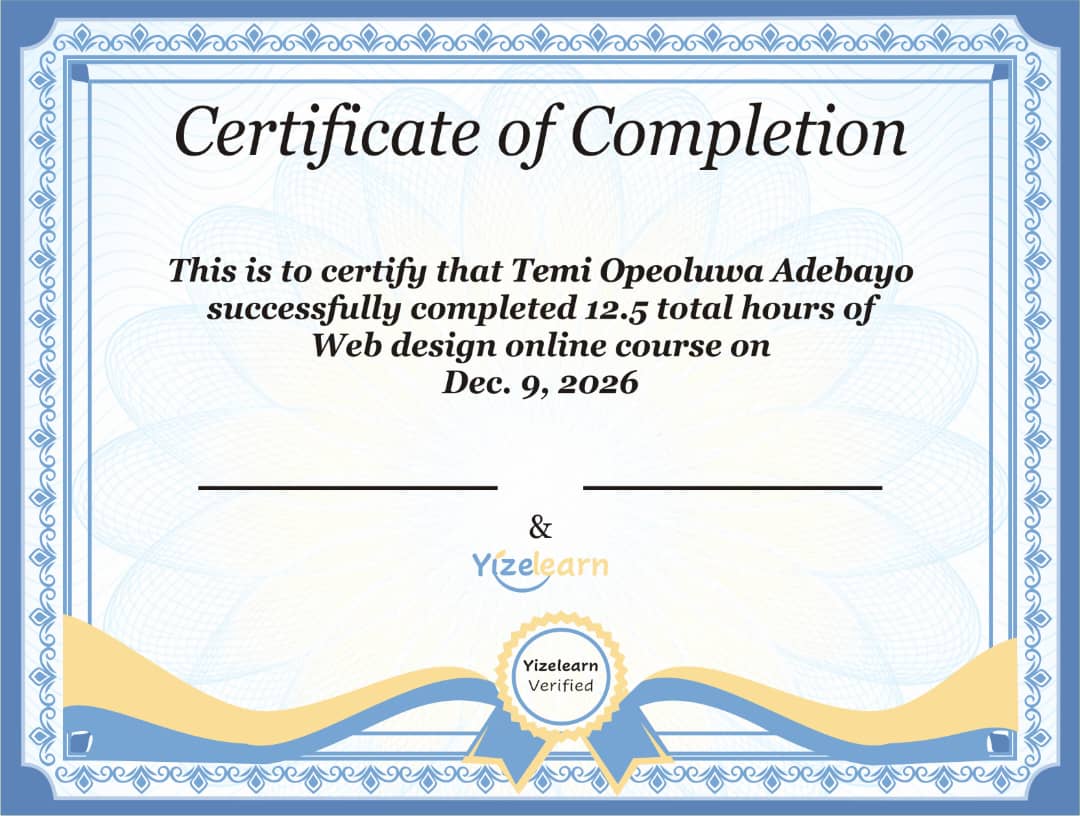 Certificate of Completion
This is to certify that Temi Opeoluwa Adebayo
successfully completed 12.5 total hours of
Web design online course on
Dec. 9, 2026
&
Yizelearn
Yizelearn
Verified